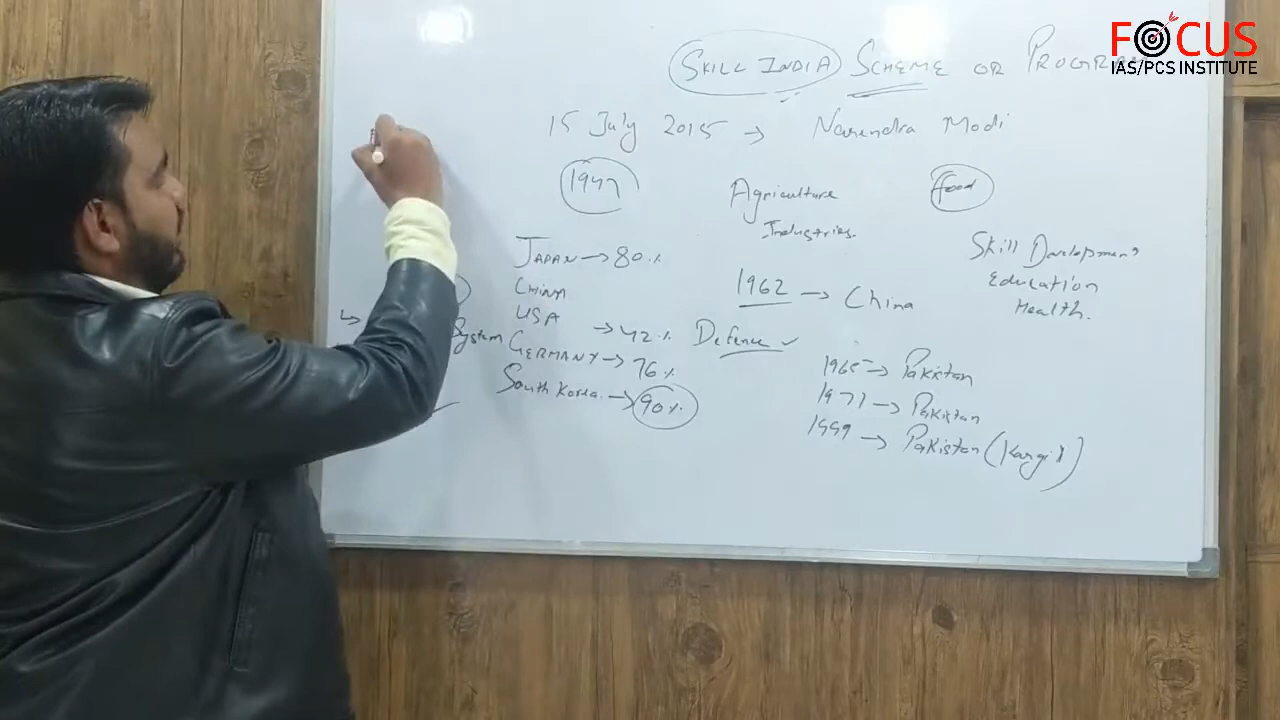 FOCUS
IAS/PCS INSTITUTE
SKILL INDIA SCHEME OR PROGRAM
15 July 2015 → Narendra Modi
1947
Agriculture
Industries.
food
Skill Development
Education
Health.
JAPAN → 80%
CHINA
USA → 42%
System
GERMANY → 76%
South Korea. → 90%
1962 → China
Defence ✓
1965 → Pakistan
1971 → Pakistan
1999 → Pakistan (Kargil)